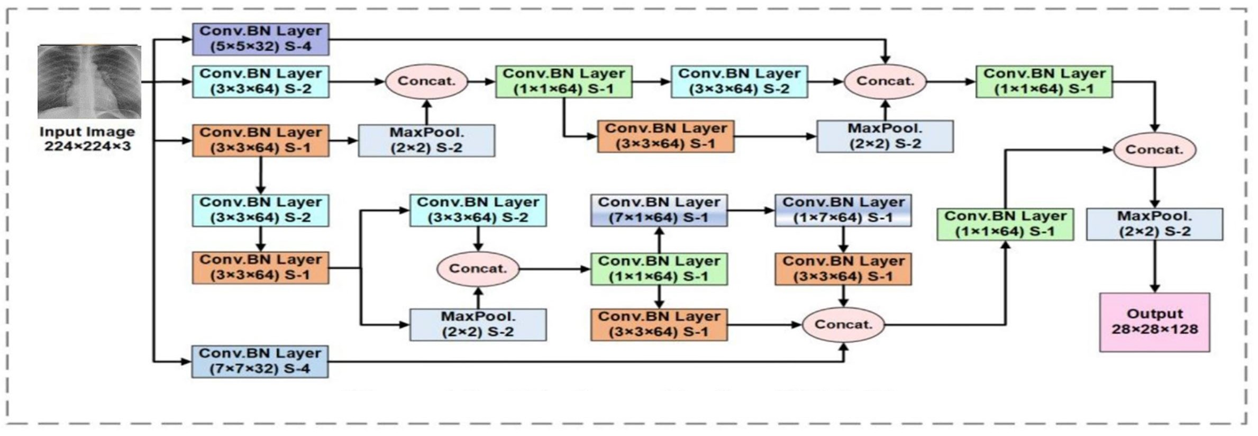 Conv.BN Layer
(5×5×32) S-4
Conv.BN Layer
(3×3×64) S-2
Concat.
Conv.BN Layer
(1×1×64) S-1
Conv.BN Layer
(3×3×64) S-2
Concat.
Conv.BN Layer
(1×1×64) S-1
Input Image
224×224×3
Conv.BN Layer
(3×3×64) S-1
MaxPool.
(2×2) S-2
Conv.BN Layer
(3×3×64) S-1
MaxPool.
(2×2) S-2
Concat.
Conv.BN Layer
(3×3×64) S-2
Conv.BN Layer
(3×3×64) S-2
Conv.BN Layer
(7×1×64) S-1
Conv.BN Layer
(1×7×64) S-1
Conv.BN Layer
(1×1×64) S-1
MaxPool.
(2×2) S-2
Conv.BN Layer
(3×3×64) S-1
Concat.
Conv.BN Layer
(1×1×64) S-1
Conv.BN Layer
(3×3×64) S-1
MaxPool.
(2×2) S-2
Conv.BN Layer
(3×3×64) S-1
Concat.
Output
28×28×128
Conv.BN Layer
(7×7×32) S-4